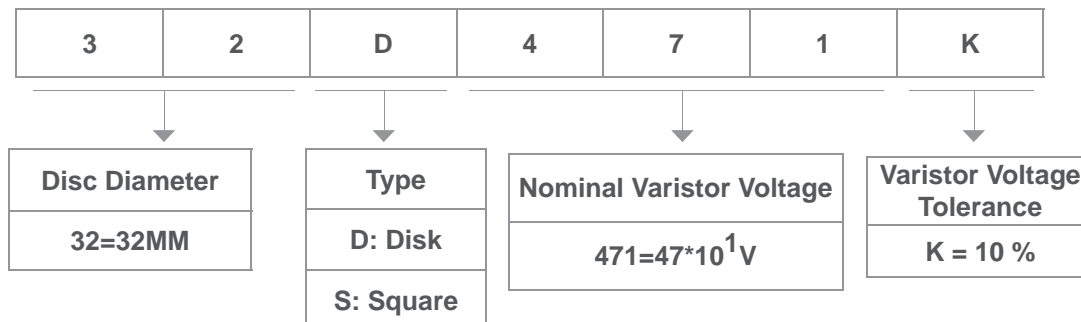 3 2 D 4 7 1 K
Disc Diameter
32=32MM
Type
D: Disk
S: Square
Nominal Varistor Voltage
471=47*10¹V
Varistor Voltage
Tolerance
K = 10 %